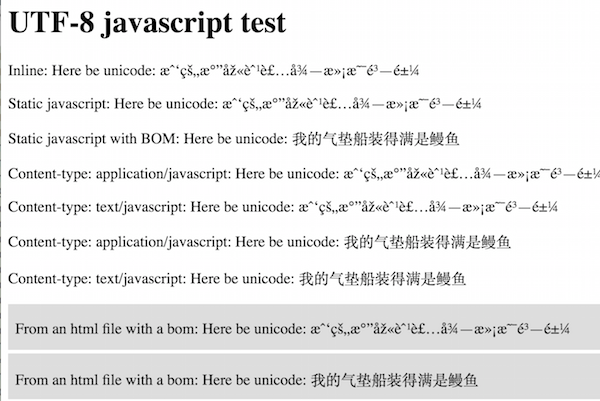 UTF-8 javascript test
Inline: Here be unicode: æˆ‘çš„æ°”åž«èˆ¹è£…å¾—æ»¡æ˜¯é³—é±¼
Static javascript: Here be unicode: æˆ‘çš„æ°”åž«èˆ¹è£…å¾—æ»¡æ˜¯é³—é±¼
Static javascript with BOM: Here be unicode: 我的气垫船装得满是鳗鱼
Content-type: application/javascript: Here be unicode: æˆ‘çš„æ°”åž«èˆ¹è£…å¾—æ»¡æ˜¯é³—é±¼
Content-type: text/javascript: Here be unicode: æˆ‘çš„æ°”åž«èˆ¹è£…å¾—æ»¡æ˜¯é³—é±¼
Content-type: application/javascript: Here be unicode: 我的气垫船装得满是鳗鱼
Content-type: text/javascript: Here be unicode: 我的气垫船装得满是鳗鱼
From an html file with a bom: Here be unicode: æˆ‘çš„æ°”åž«èˆ¹è£…å¾—æ»¡æ˜¯é³—é±¼
From an html file with a bom: Here be unicode: 我的气垫船装得满是鳗鱼